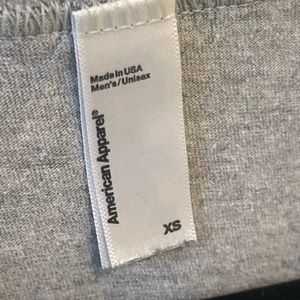 Made in USA
Men's/Unisex
American Apparel®
XS